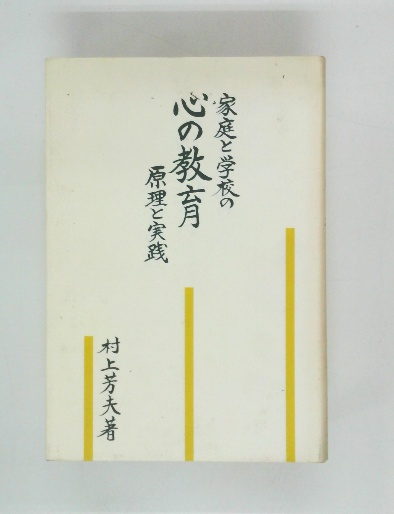 家庭と学校の
心の教育
原理と実践
村上芳夫著